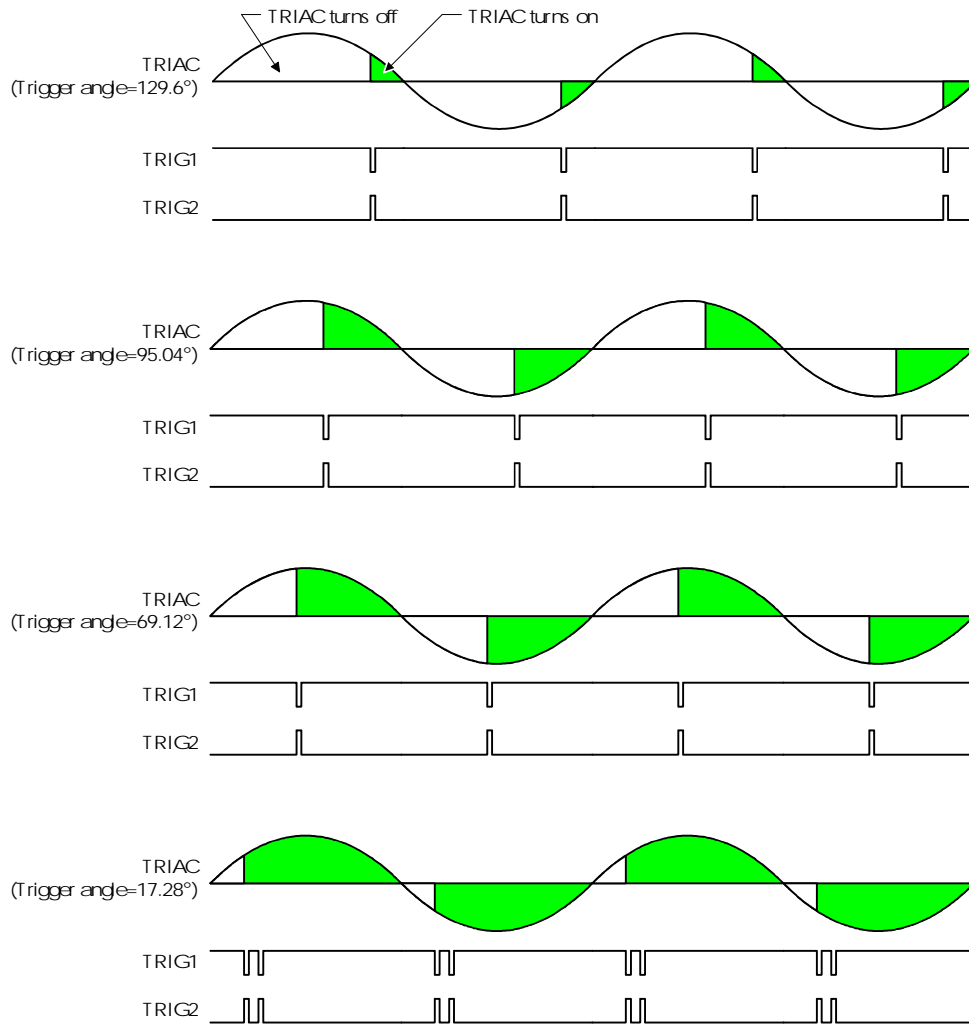 TRIAC turns off
TRIAC turns on
TRIAC
(Trigger angle=129.6°)
TRIG1
TRIG2
TRIAC
(Trigger angle=95.04°)
TRIG1
TRIG2
TRIAC
(Trigger angle=69.12°)
TRIG1
TRIG2
TRIAC
(Trigger angle=17.28°)
TRIG1
TRIG2